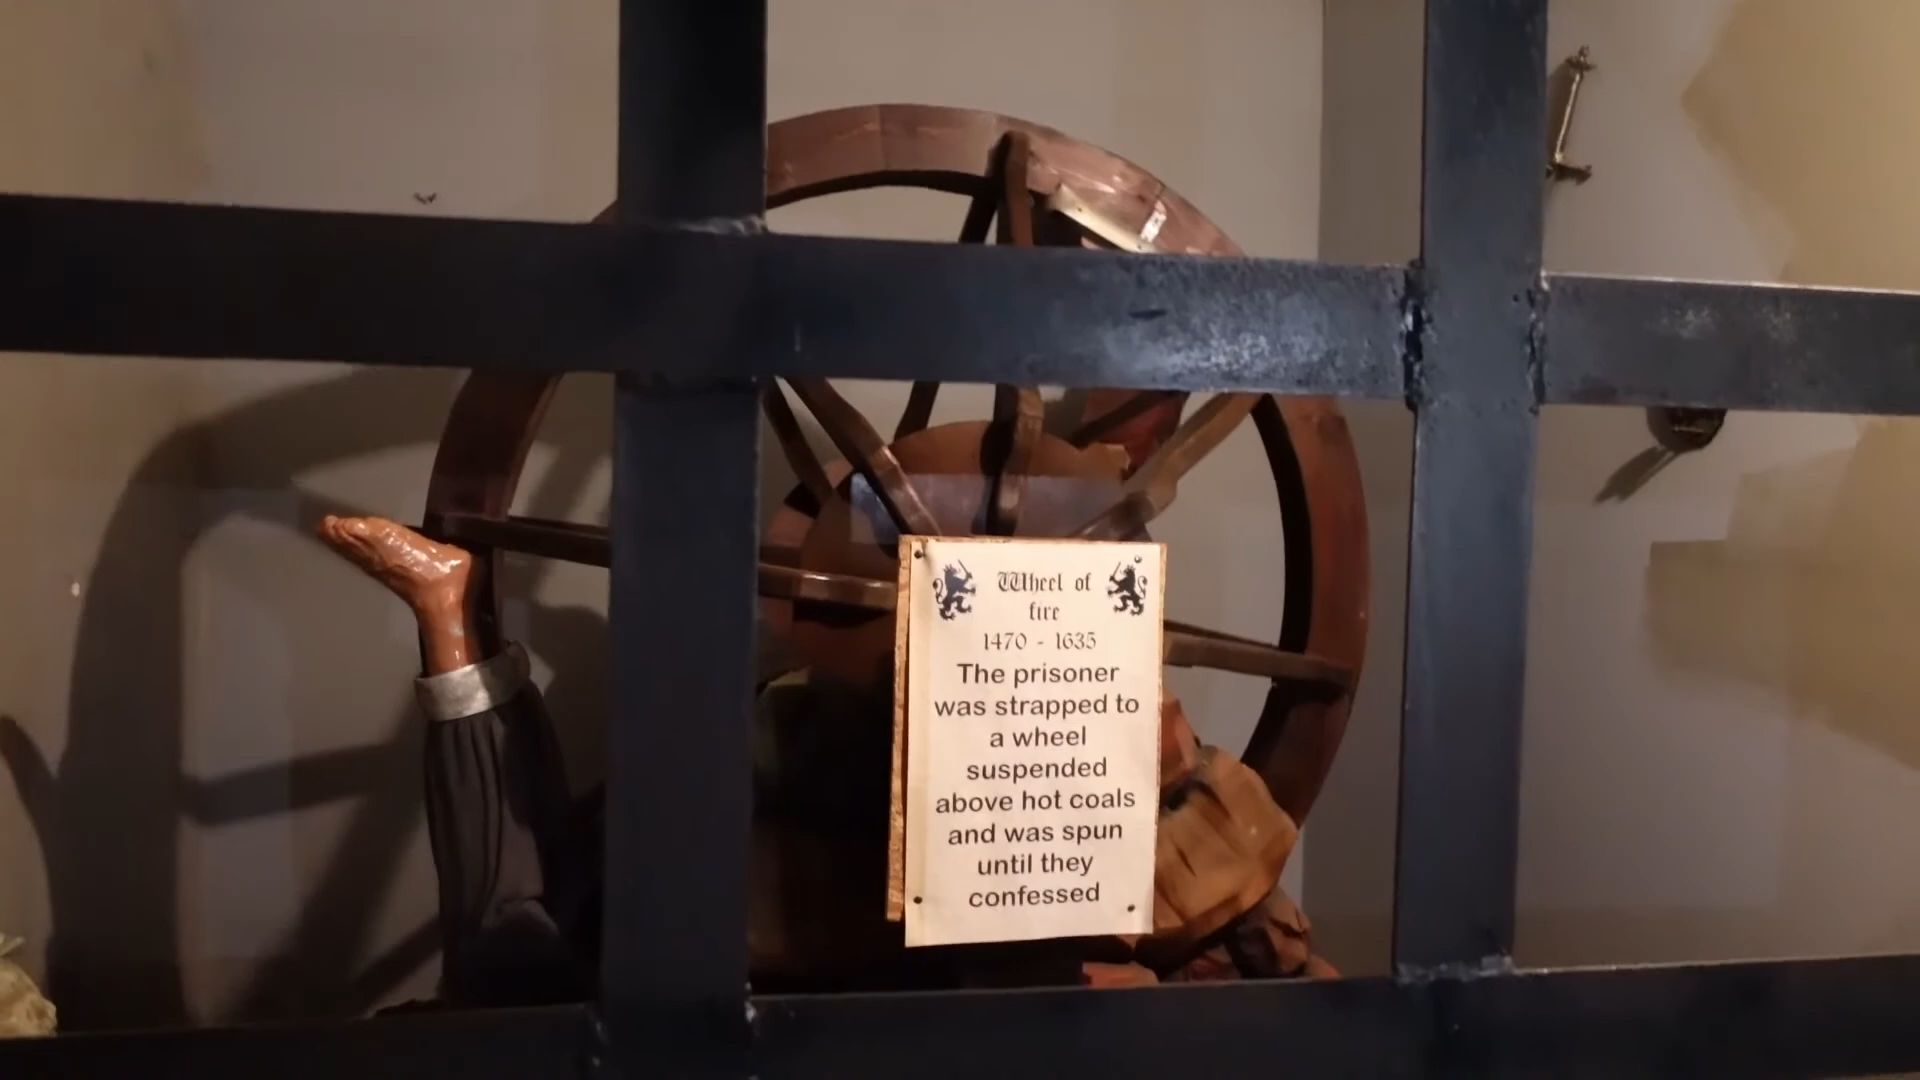 Wheel of
fire
1470 - 1635
The prisoner
was strapped to
a wheel
suspended
above hot coals
and was spun
until they
confessed